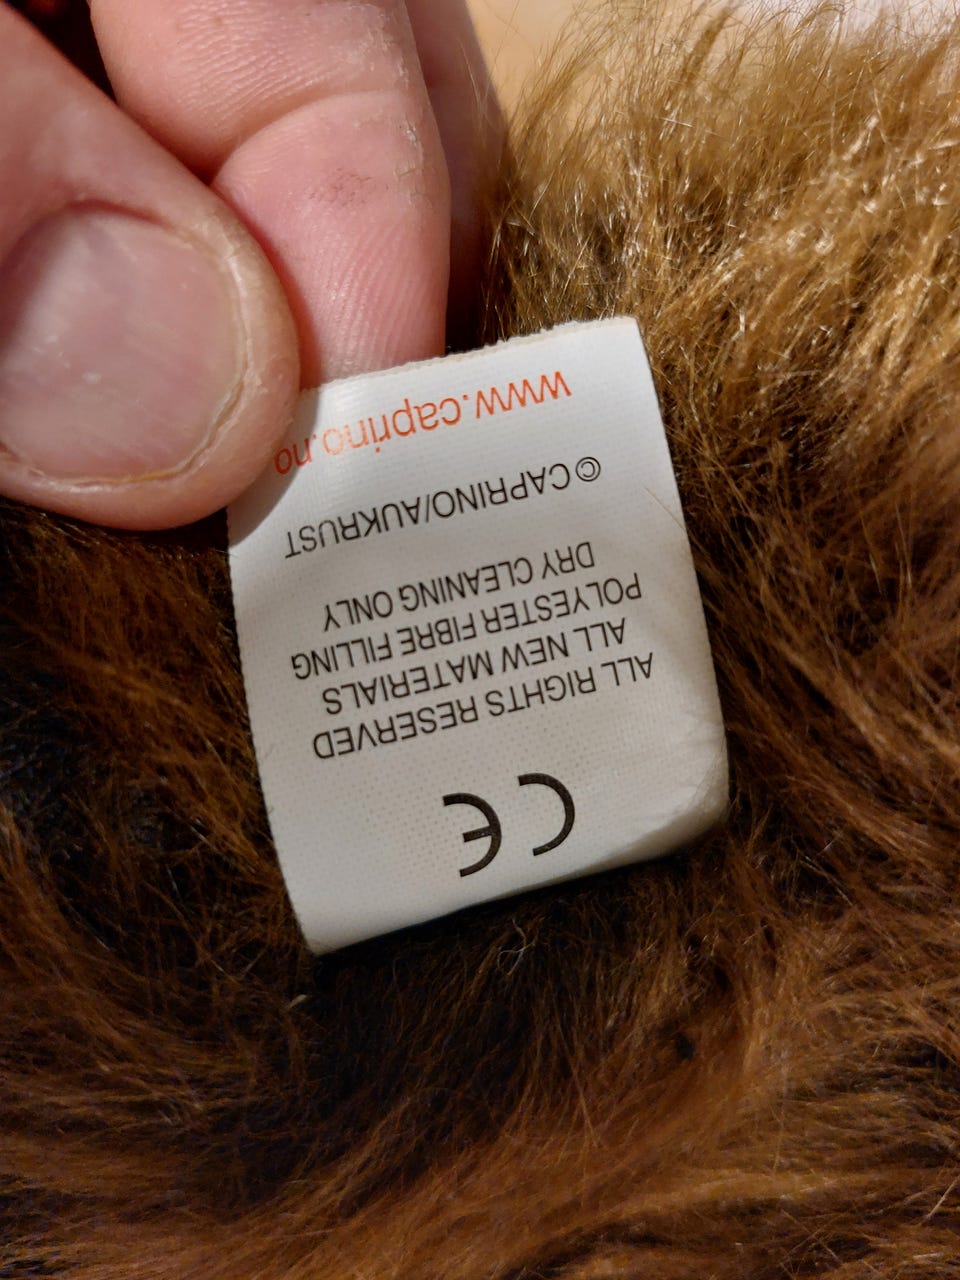 CE
ALL RIGHTS RESERVED
ALL NEW MATERIALS
POLYESTER FIBRE FILLING
DRY CLEANING ONLY
© CAPRINO/AUKRUST
www.caprino.no